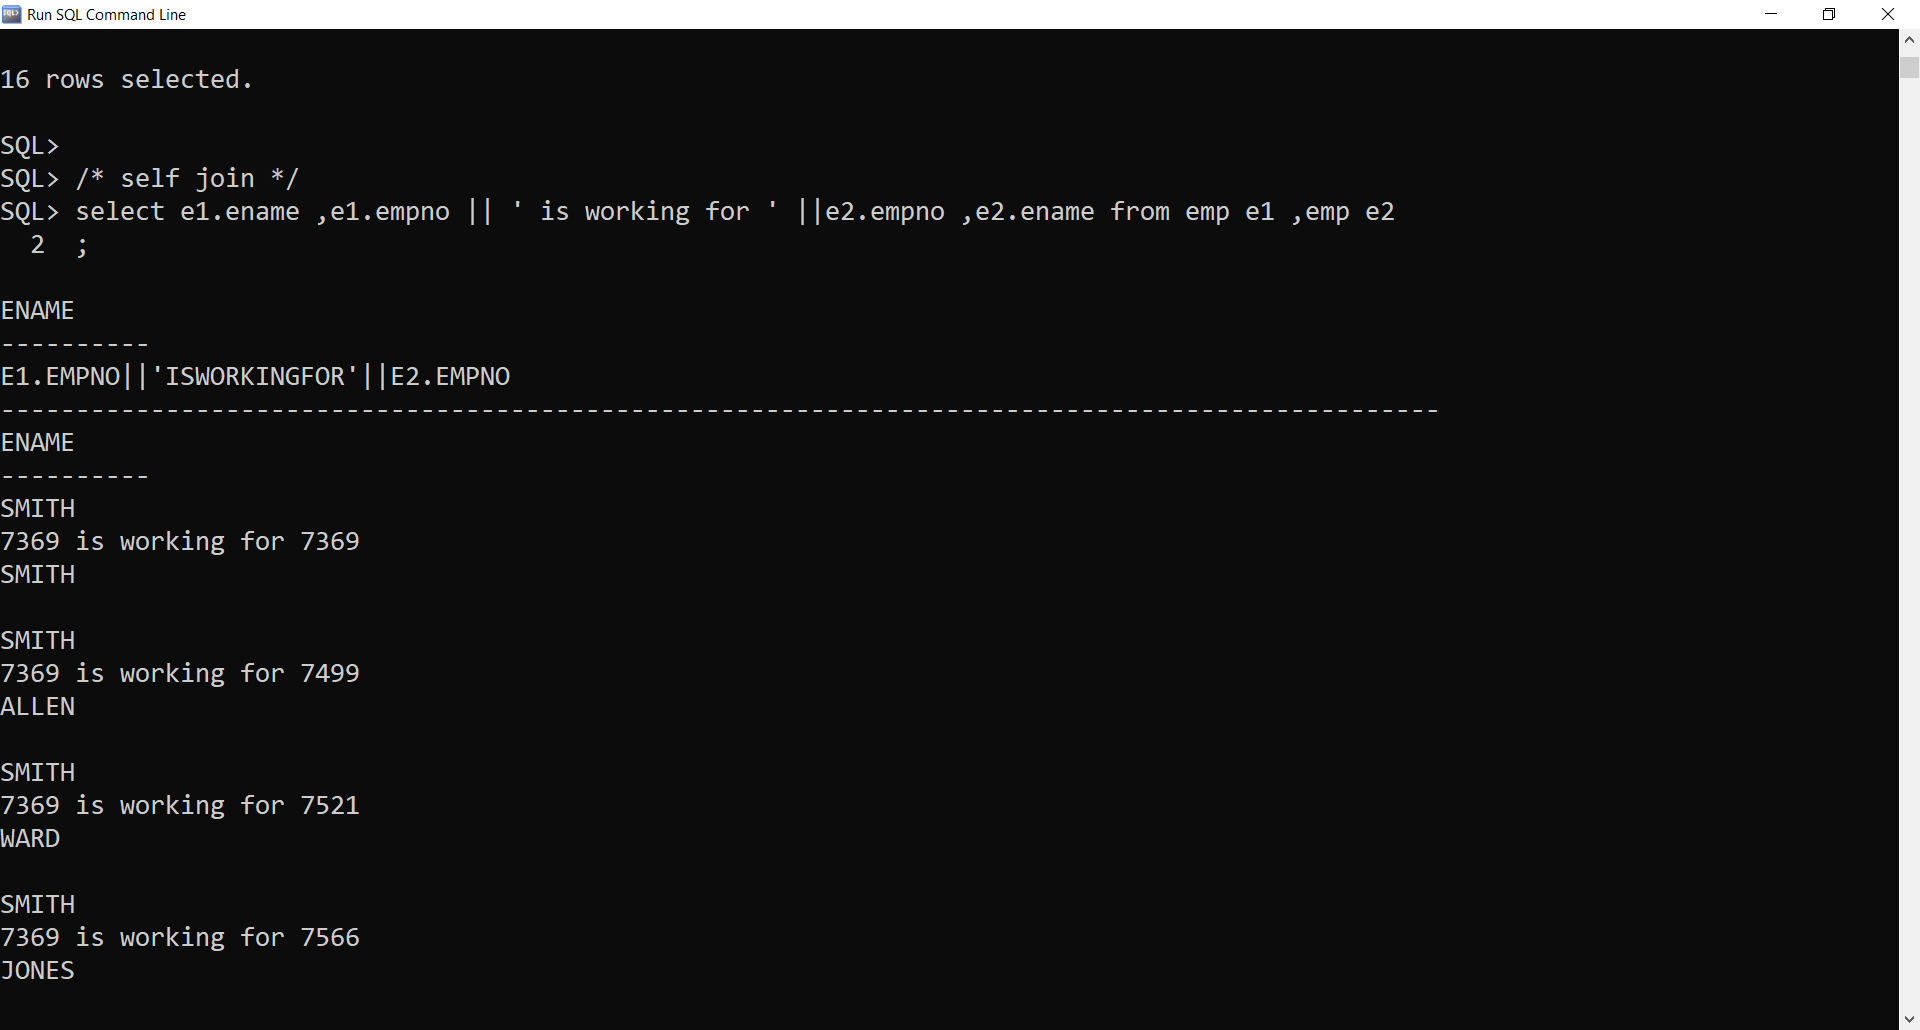 Run SQL Command Line
16 rows selected.
SQL>
SQL> /* self join */
SQL> select e1.ename ,e1.empno || ' is working for ' ||e2.empno ,e2.ename from emp e1 ,emp e2
  2  ;
ENAME
----------
E1.EMPNO||'ISWORKINGFOR'||E2.EMPNO
------------------------------------------------------------------------------------------------
ENAME
----------
SMITH
7369 is working for 7369
SMITH
SMITH
7369 is working for 7499
ALLEN
SMITH
7369 is working for 7521
WARD
SMITH
7369 is working for 7566
JONES